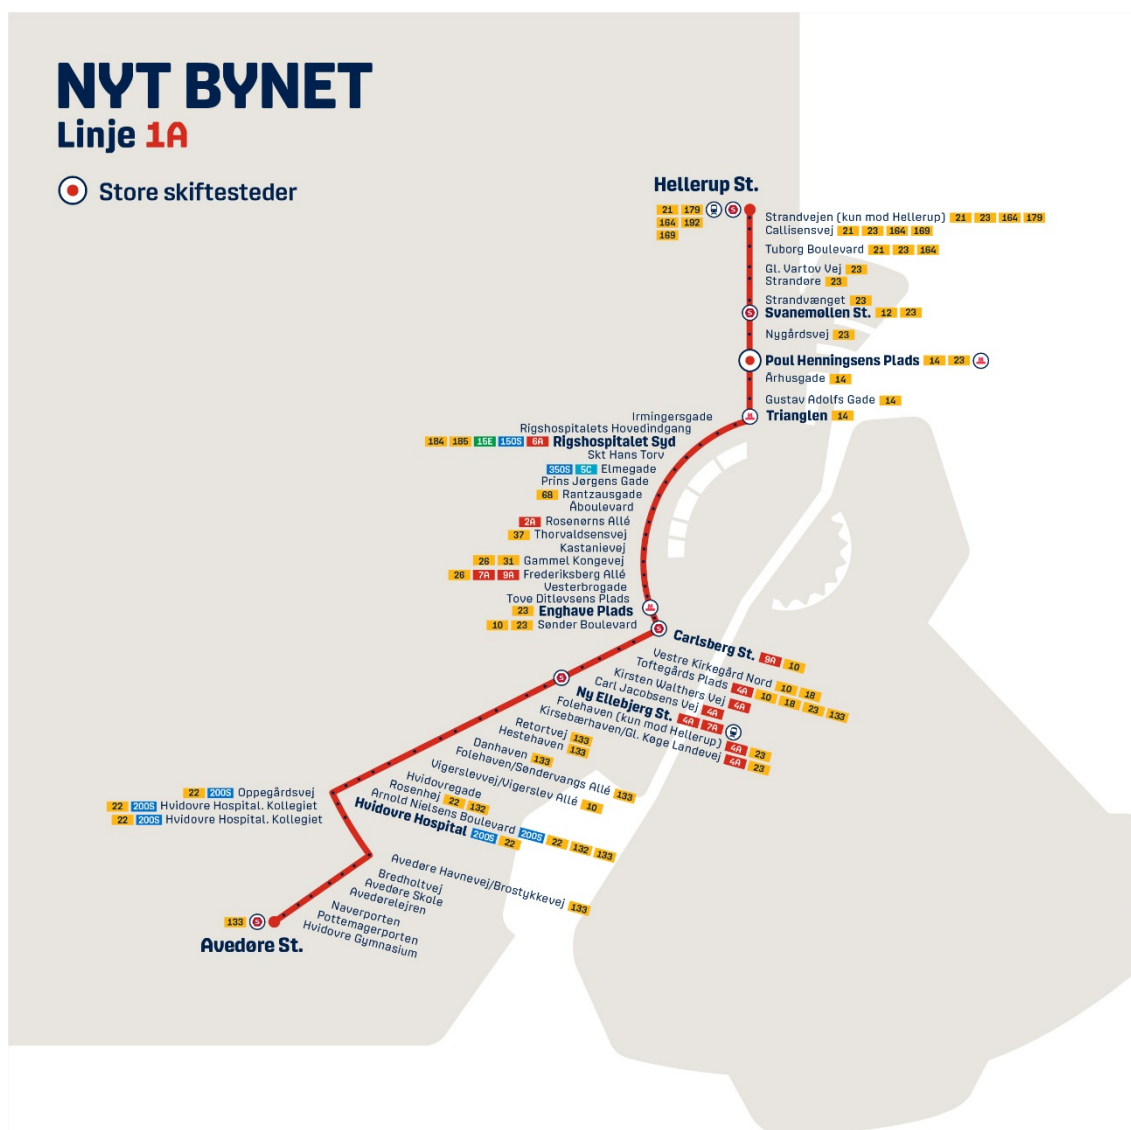 NYT BYNET
Linje 1A
Store skiftesteder
Hellerup St.
21 179 S
164 192
169
Strandvejen (kun mod Hellerup) 21 23 164 179
Callisensvej 21 23 164 169
Tuborg Boulevard 21 23 164
Gl. Vartov Vej 23
Strandøre 23
Strandvænget 23
S Svanemøllen St. 12 23
Nygårdsvej 23
Poul Henningsens Plads 14 23 M
Århusgade 14
Gustav Adolfs Gade 14
M Trianglen 14
Irmingersgade
Rigshospitalets Hovedindgang
184 185 15E 150S 6A Rigshospitalet Syd
Skt Hans Torv
350S 5C Elmegade
Prins Jørgens Gade
68 Rantzausgade
Åboulevard
2A Rosenørns Allé
37 Thorvaldsensvej
Kastanievej
26 31 Gammel Kongevej
26 7A 9A Frederiksberg Allé
Vesterbrogade
Tove Ditlevsens Plads
23 Enghave Plads M
10 23 Sønder Boulevard
S Carlsberg St. 9A 10
Vestre Kirkegård Nord 10 18
Toftegårds Plads 4A 10 18 23 133
Kirsten Walthers Vej 4A
Carl Jacobsens Vej 4A
S Ny Ellebjerg St. 4A 7A
Folehaven (kun mod Hellerup) 4A 23
Kirsebærhaven/Gl. Køge Landevej 4A 23
Retortvej 133
Hestehaven 133
Danhaven 133
Folehaven/Søndervangs Allé 133
Vigerslevvej/Vigerslev Allé 10
Hvidovregade
Rosenhøj 22 132
Arnold Nielsens Boulevard 200S 22 132 133
Hvidovre Hospital 200S 22
22 200S Oppegårdsvej
22 200S Hvidovre Hospital. Kollegiet
22 200S Hvidovre Hospital. Kollegiet
Avedøre Havnevej/Brostykkevej 133
Bredholtvej
Avedøre Skole
Avedørelejren
Naverporten
Pottemagerporten
Hvidovre Gymnasium
133 S
Avedøre St.